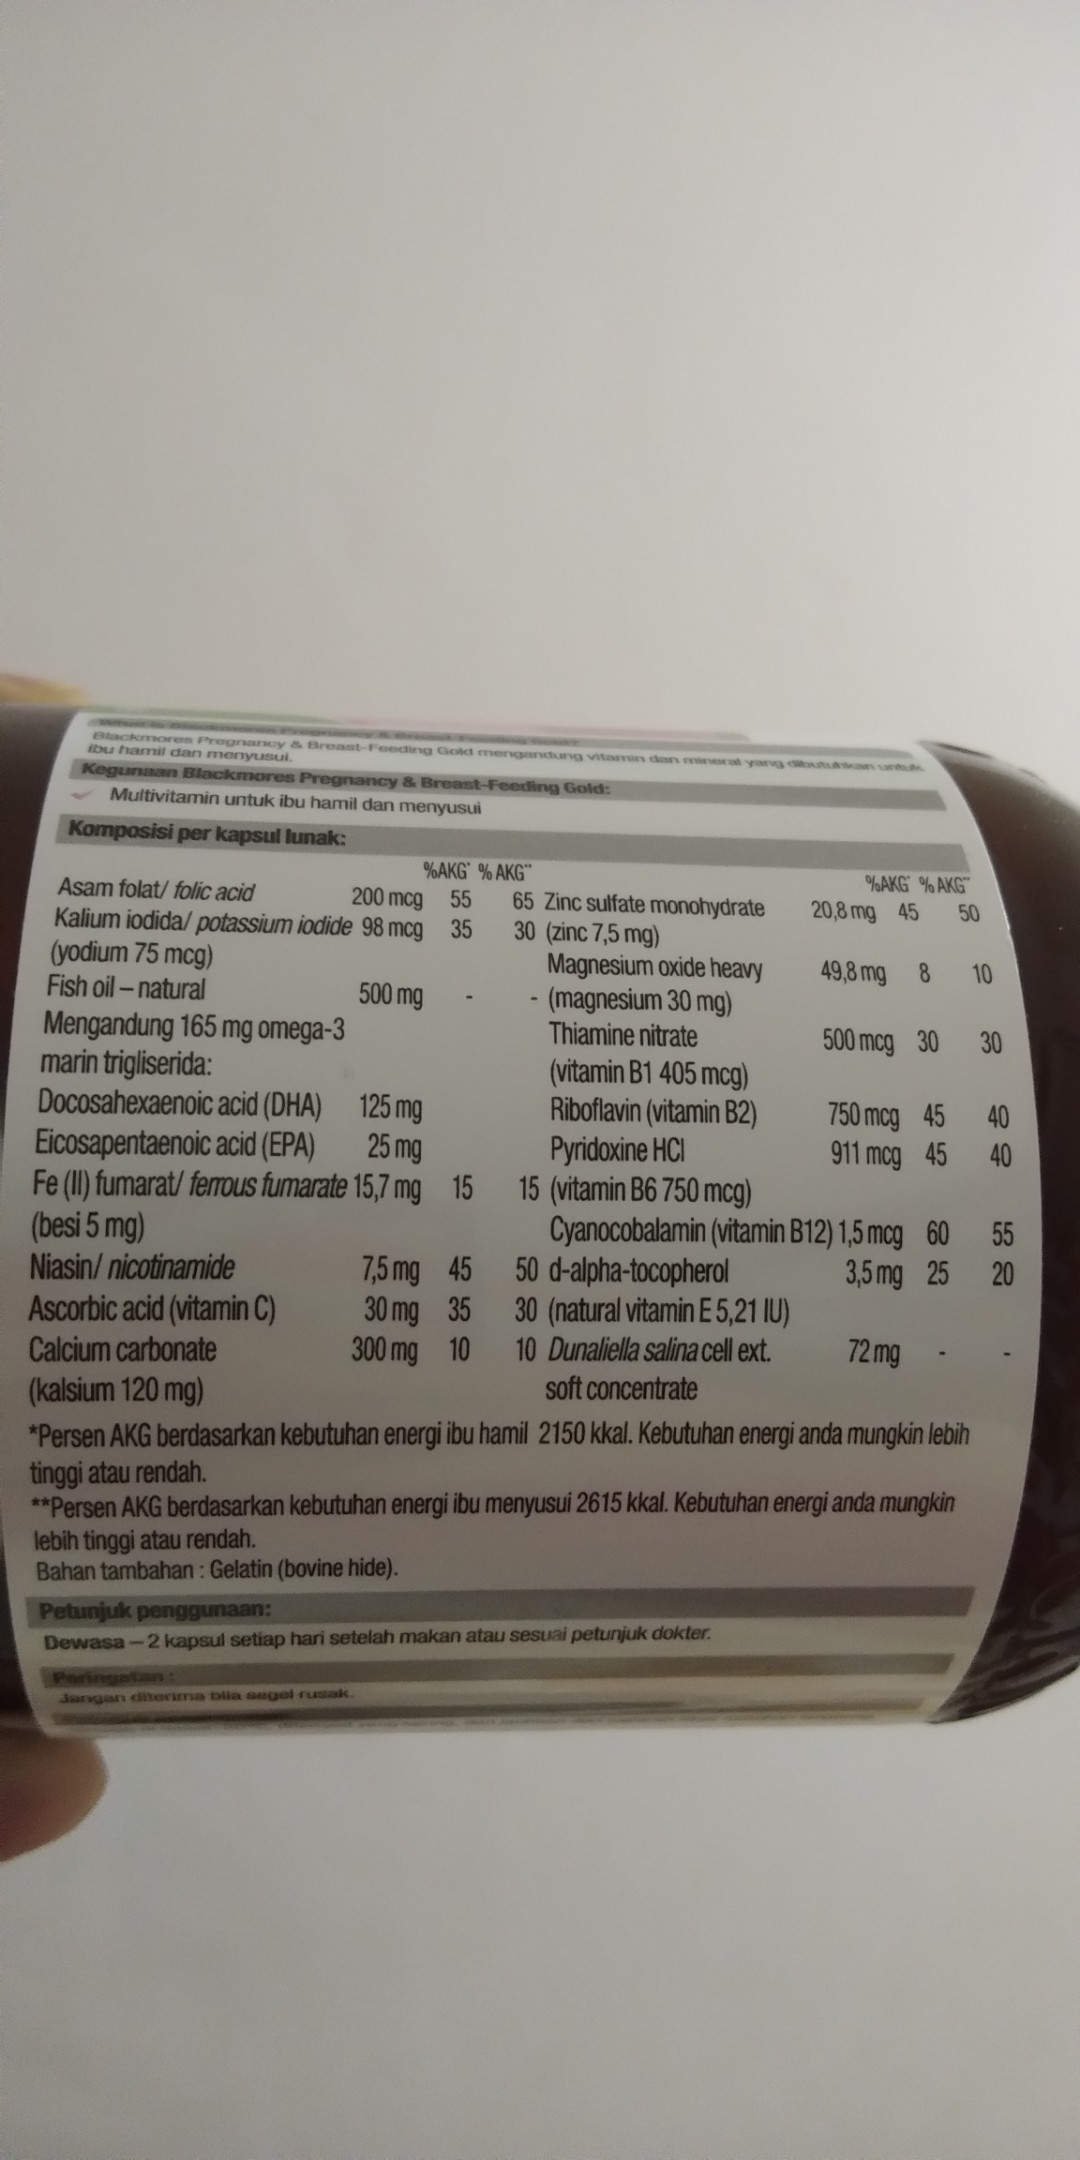 Blackmores Pregnancy & Breast-Feeding Gold mengandung vitamin dan mineral yang dibutuhkan untuk
ibu hamil dan menyusui.
Kegunaan Blackmores Pregnancy & Breast-Feeding Gold:
✓ Multivitamin untuk ibu hamil dan menyusui
Komposisi per kapsul lunak:
%AKG* % AKG**
Asam folat/ folic acid 200 mcg 55 65
Kalium iodida/ potassium iodide 98 mcg 35 30
(yodium 75 mcg)
Fish oil – natural 500 mg - -
Mengandung 165 mg omega-3
marin trigliserida:
Docosahexaenoic acid (DHA) 125 mg
Eicosapentaenoic acid (EPA) 25 mg
Fe (II) fumarat/ ferrous fumarate 15,7 mg 15 15
(besi 5 mg)
Niasin/ nicotinamide 7,5 mg 45 50
Ascorbic acid (vitamin C) 30 mg 35 30
Calcium carbonate 300 mg 10 10
(kalsium 120 mg)
%AKG* % AKG**
Zinc sulfate monohydrate 20,8 mg 45 50
(zinc 7,5 mg)
Magnesium oxide heavy 49,8 mg 8 10
(magnesium 30 mg)
Thiamine nitrate 500 mcg 30 30
(vitamin B1 405 mcg)
Riboflavin (vitamin B2) 750 mcg 45 40
Pyridoxine HCl 911 mcg 45 40
(vitamin B6 750 mcg)
Cyanocobalamin (vitamin B12) 1,5 mcg 60 55
d-alpha-tocopherol 3,5 mg 25 20
(natural vitamin E 5,21 IU)
Dunaliella salina cell ext. 72 mg - -
soft concentrate
*Persen AKG berdasarkan kebutuhan energi ibu hamil 2150 kkal. Kebutuhan energi anda mungkin lebih
tinggi atau rendah.
**Persen AKG berdasarkan kebutuhan energi ibu menyusui 2615 kkal. Kebutuhan energi anda mungkin
lebih tinggi atau rendah.
Bahan tambahan : Gelatin (bovine hide).
Petunjuk penggunaan:
Dewasa – 2 kapsul setiap hari setelah makan atau sesuai petunjuk dokter.
Peringatan :
Jangan diterima bila segel rusak.